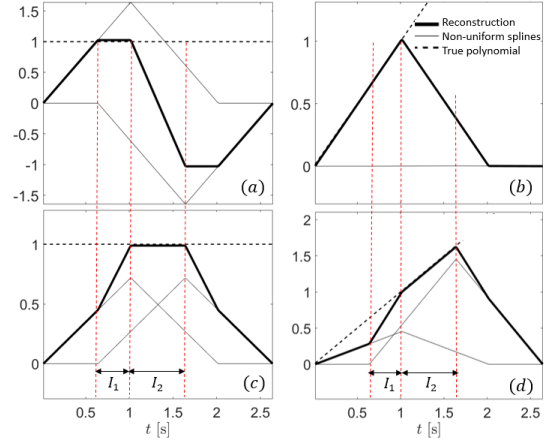 1.5
1
0.5
0
-0.5
-1
-1.5
(a)
1
0.5
0
Reconstruction
Non-uniform splines
True polynomial
(b)
1
0.5
0
I₁
I₂
(c)
0.5
1
1.5
2
2.5
t [s]
2
1.5
1
0.5
0
I₁
I₂
(d)
0.5
1
1.5
2
2.5
t [s]